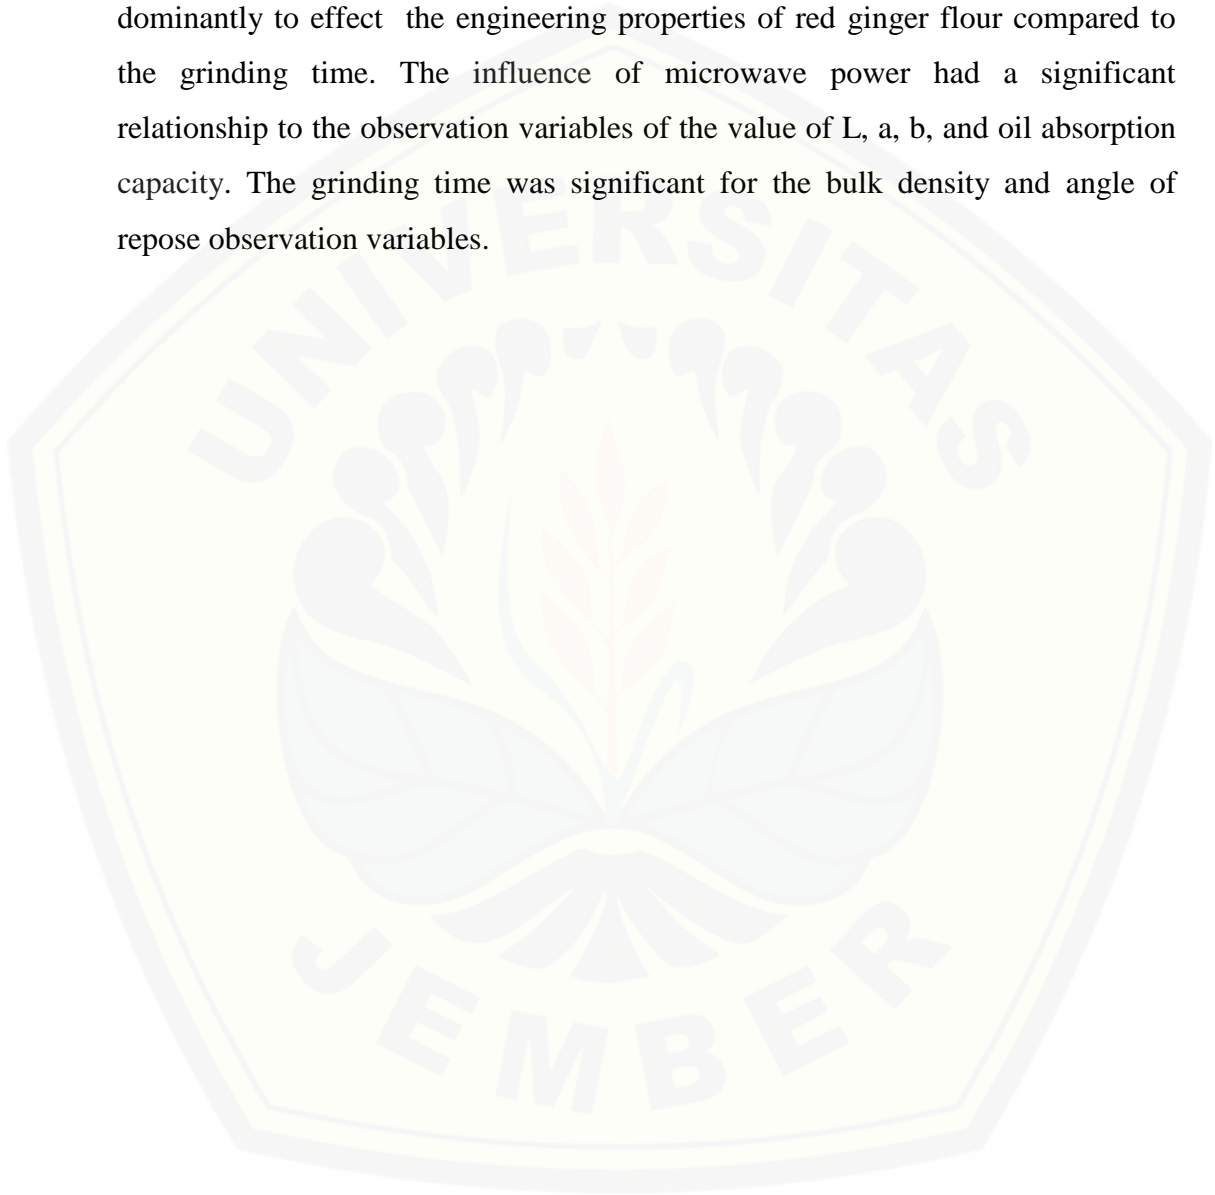 dominantly to effect the engineering properties of red ginger flour compared to
the grinding time. The influence of microwave power had a significant
relationship to the observation variables of the value of L, a, b, and oil absorption
capacity. The grinding time was significant for the bulk density and angle of
repose observation variables.
UNIVERSITAS
JEMBER